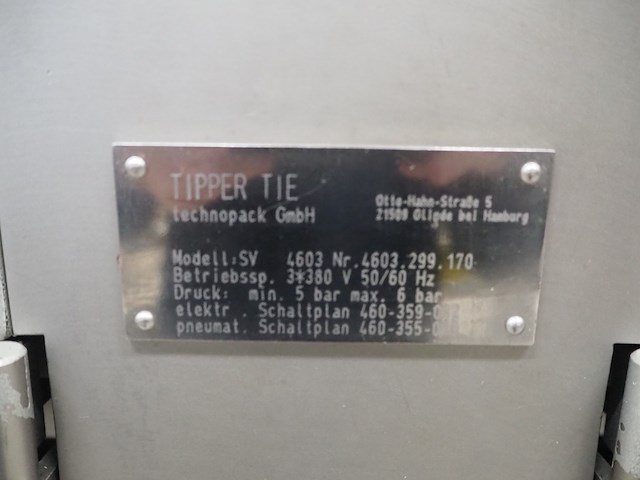 TIPPER TIE
technopack GmbH
Otto-Hahn-Straße 5
21509 Glinde bei Hamburg
Modell: SV 4603 Nr. 4603.299.170
Betriebssp. 3*380 V 50/60 Hz
Druck: min. 5 bar max. 6 bar
elektr . Schaltplan
pneumat. Schaltplan